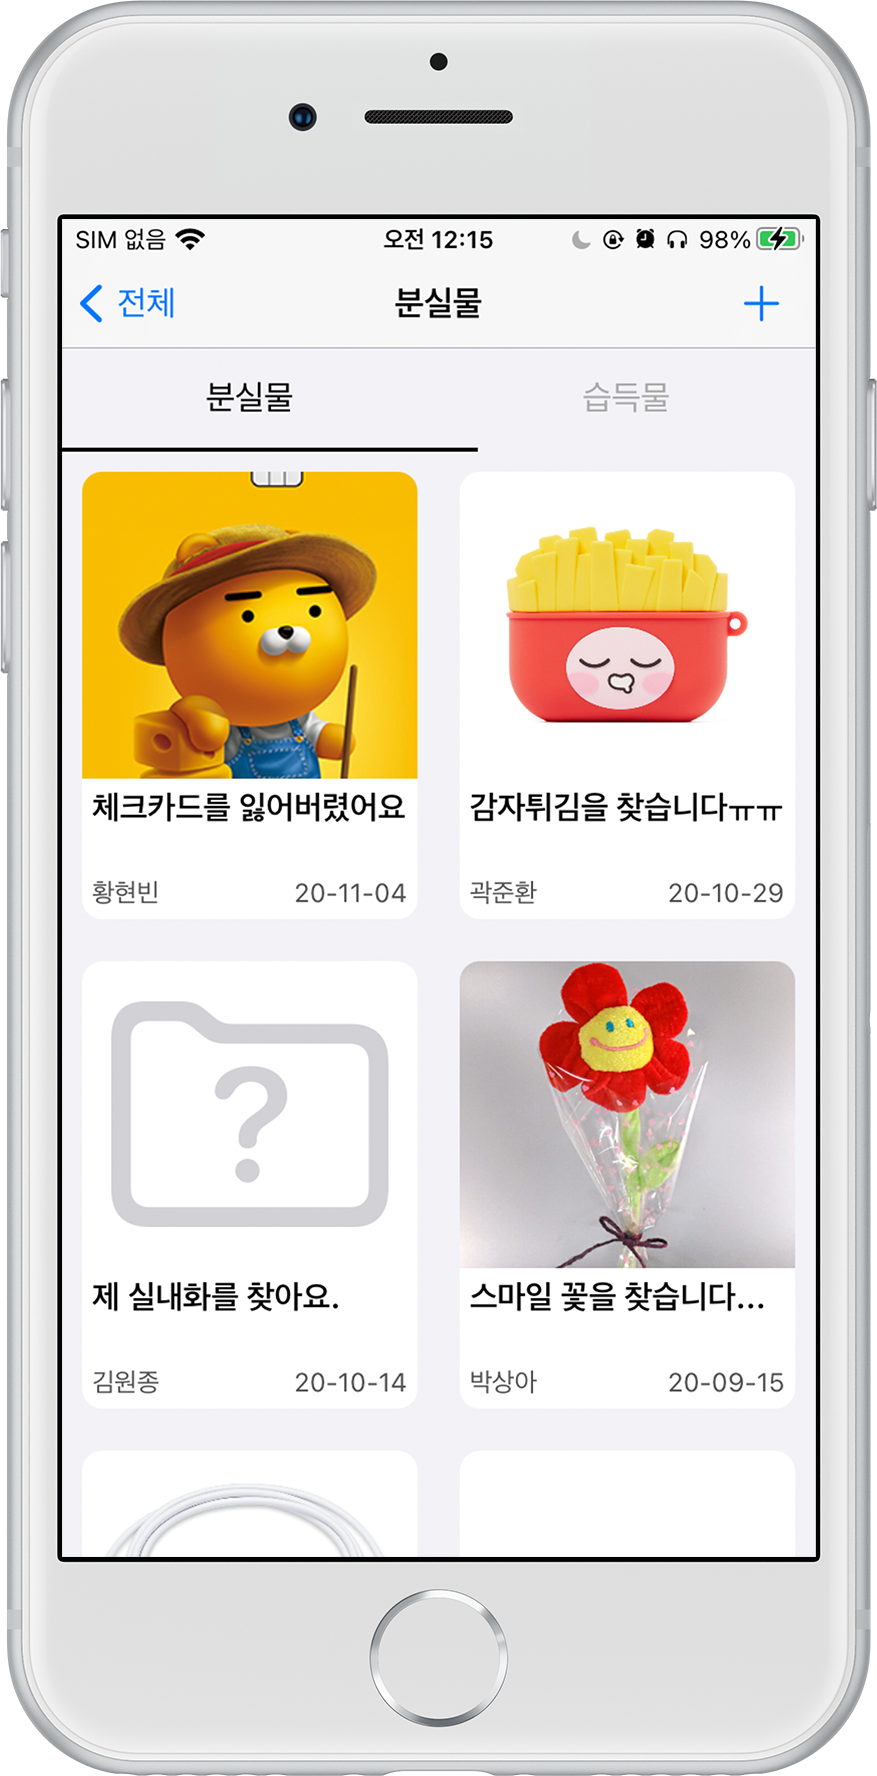 SIM 없음 오전 12:15 98%
전체 분실물
분실물 습득물
체크카드를 잃어버렸어요
황현빈 20-11-04
감자튀김을 찾습니다ㅠㅠ
곽준환 20-10-29
제 실내화를 찾아요.
김원종 20-10-14
스마일 꽃을 찾습니다...
박상아 20-09-15